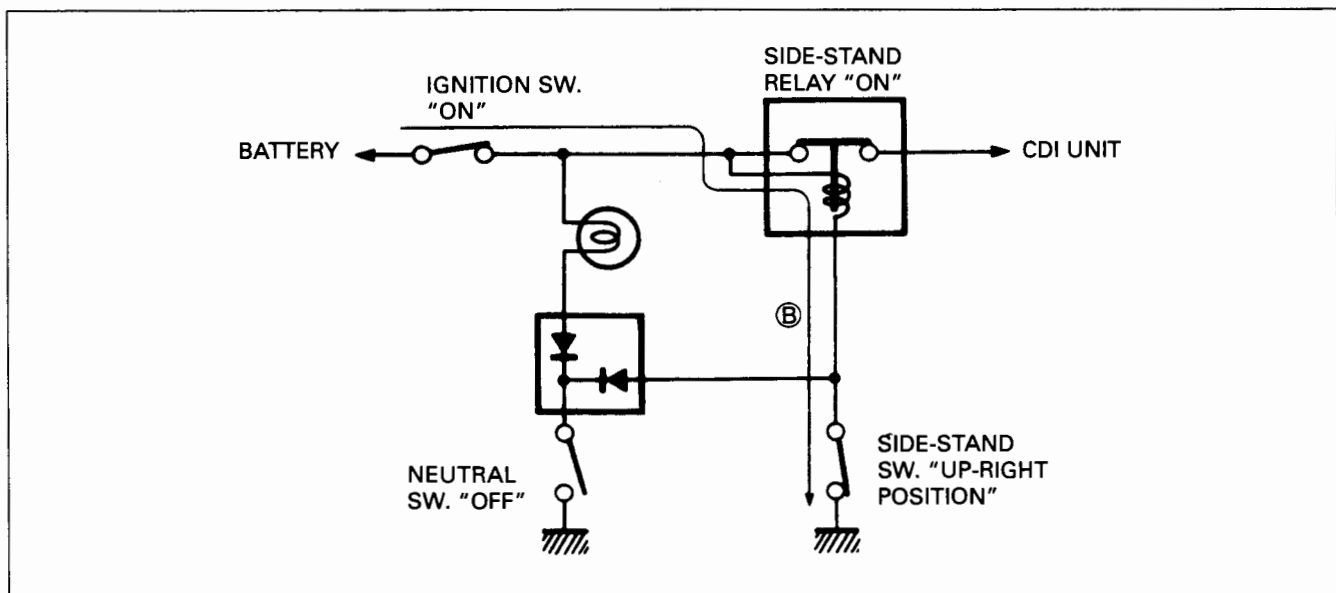 SIDE-STAND
RELAY "ON"
IGNITION SW.
"ON"
BATTERY
CDI UNIT
Ⓑ
NEUTRAL
SW. "OFF"
SIDE-STAND
SW. "UP-RIGHT
POSITION"